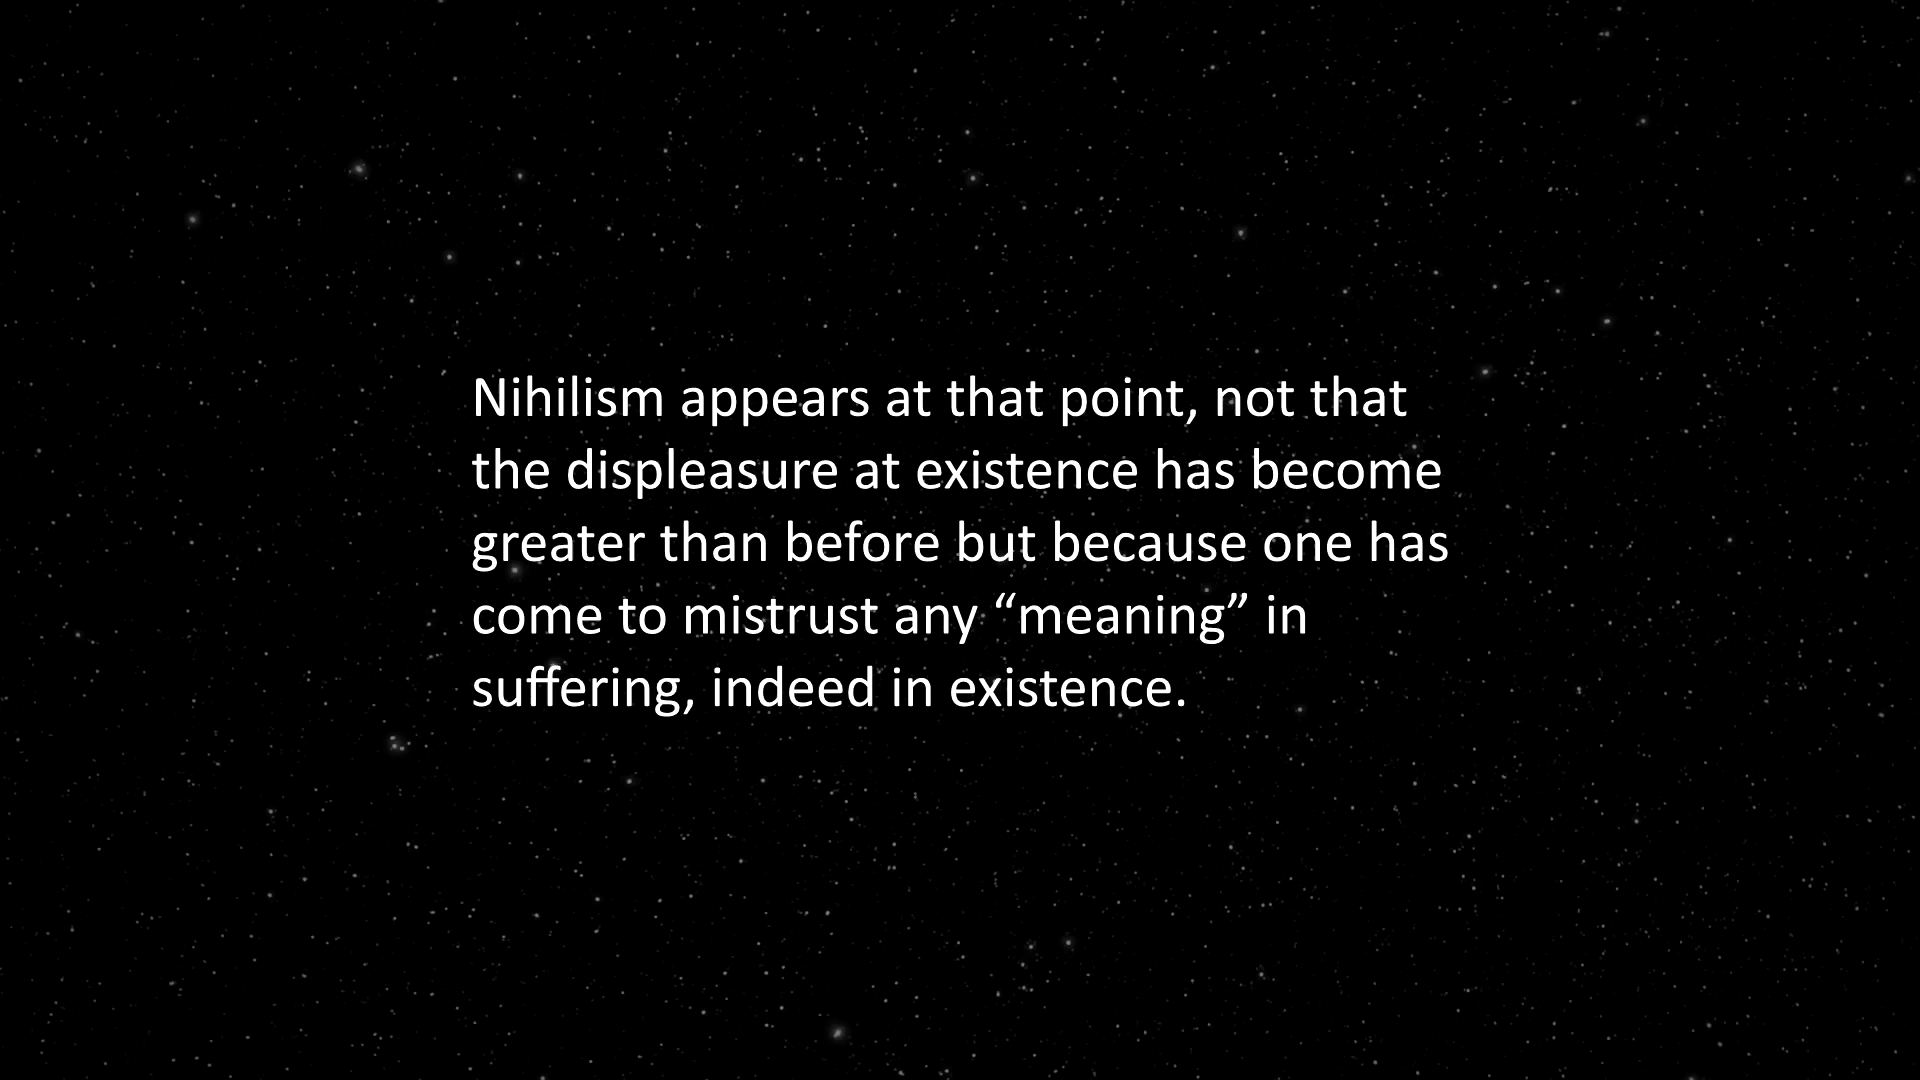 Nihilism appears at that point, not that
the displeasure at existence has become
greater than before but because one has
come to mistrust any “meaning” in
suffering, indeed in existence.